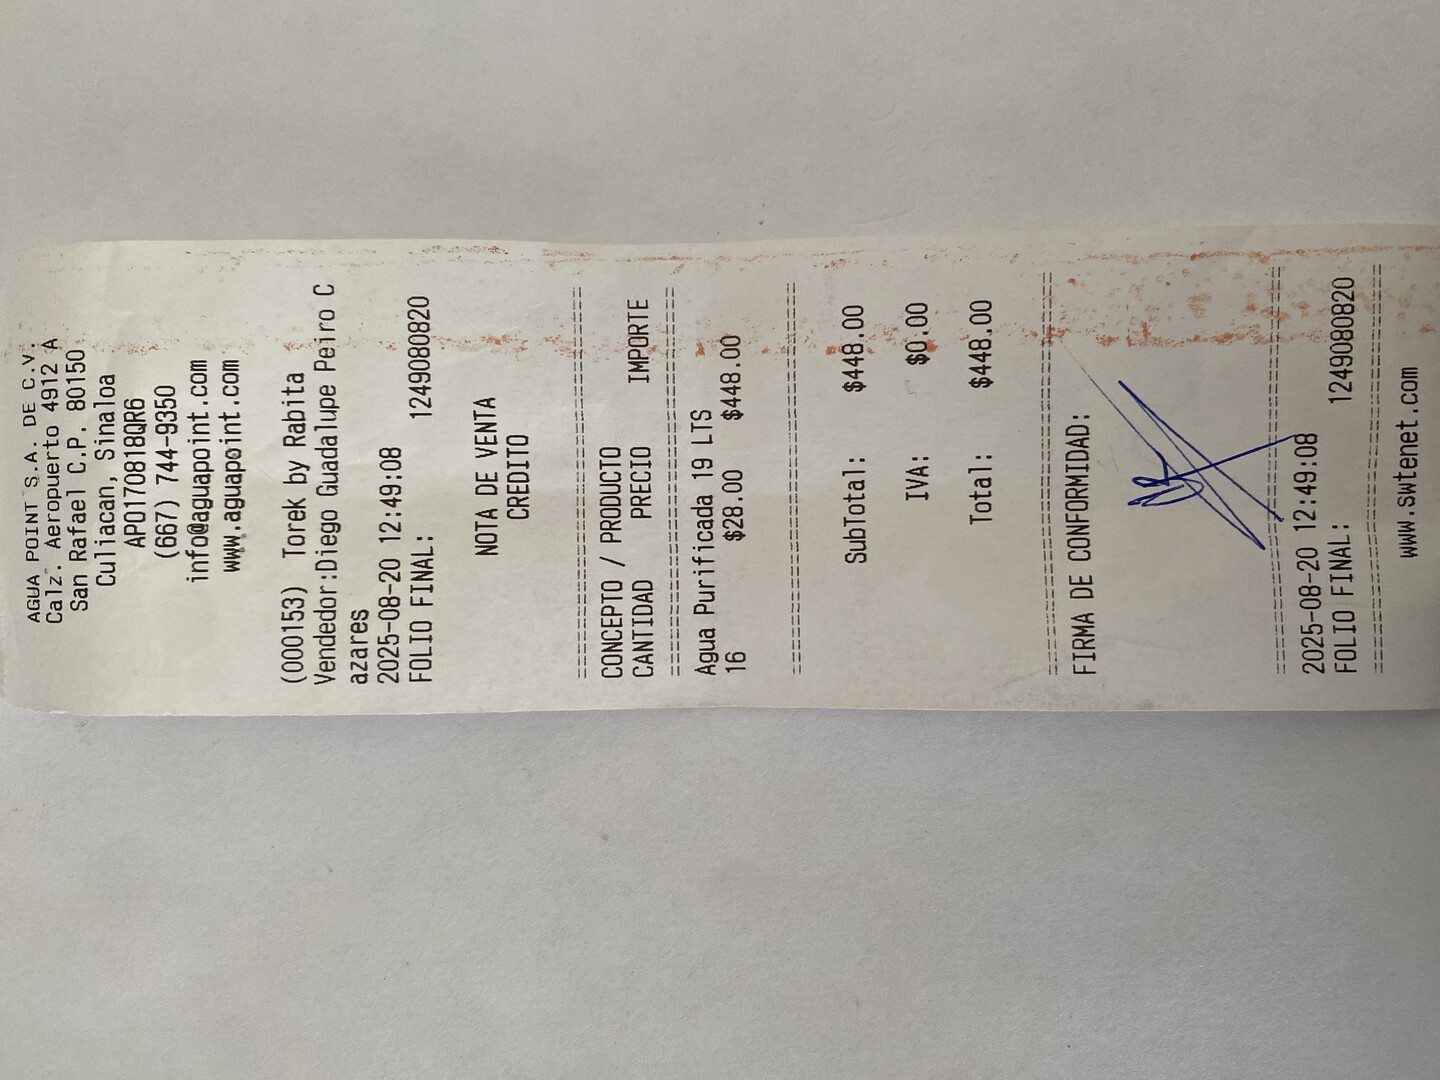 AGUA POINT S.A. DE C.V.
Calz. Aeropuerto 4912 A
San Rafael C.P. 80150
Culiacan, Sinaloa
APO170818QR6
(667) 744-9350
info@aguapoint.com
www.aguapoint.com
(000153) Torek by Rabita
Vendedor:Diego Guadalupe Peiro C
azares
2025-08-20 12:49:08
FOLIO FINAL: 1249080820
NOTA DE VENTA
CREDITO
CONCEPTO / PRODUCTO
CANTIDAD PRECIO IMPORTE
Agua Purificada 19 LTS
16 $28.00 $448.00
SubTotal: $448.00
IVA: $0.00
Total: $448.00
FIRMA DE CONFORMIDAD:
2025-08-20 12:49:08
FOLIO FINAL: 1249080820
www.swtenet.com